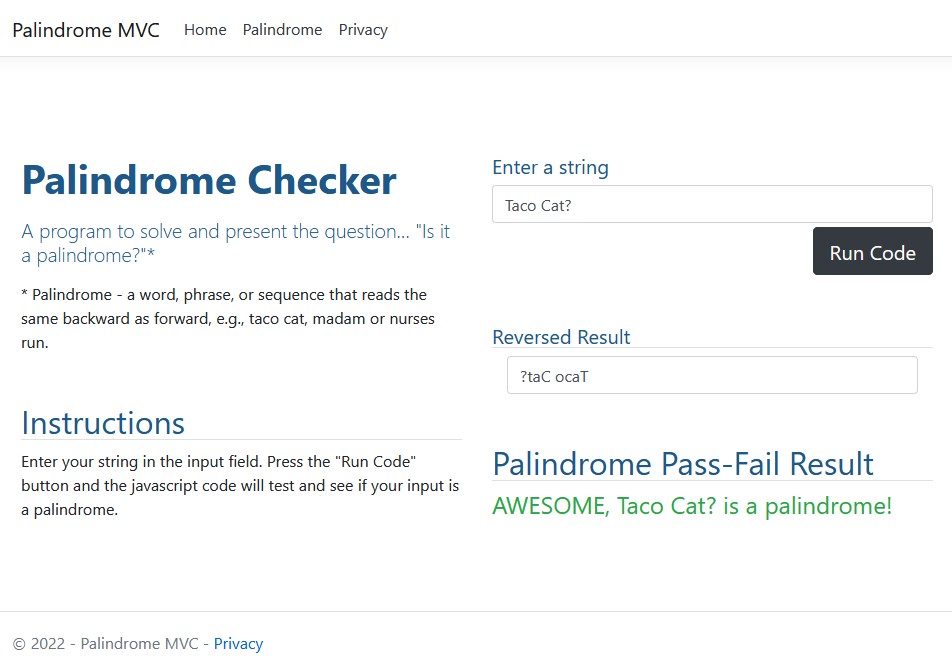 Palindrome MVC Home Palindrome Privacy
Palindrome Checker
A program to solve and present the question... "Is it
a palindrome?"*
* Palindrome - a word, phrase, or sequence that reads the
same backward as forward, e.g., taco cat, madam or nurses
run.
Instructions
Enter your string in the input field. Press the "Run Code"
button and the javascript code will test and see if your input is
a palindrome.
Enter a string
Taco Cat?
Run Code
Reversed Result
?taC ocaT
Palindrome Pass-Fail Result
AWESOME, Taco Cat? is a palindrome!
© 2022 - Palindrome MVC - Privacy